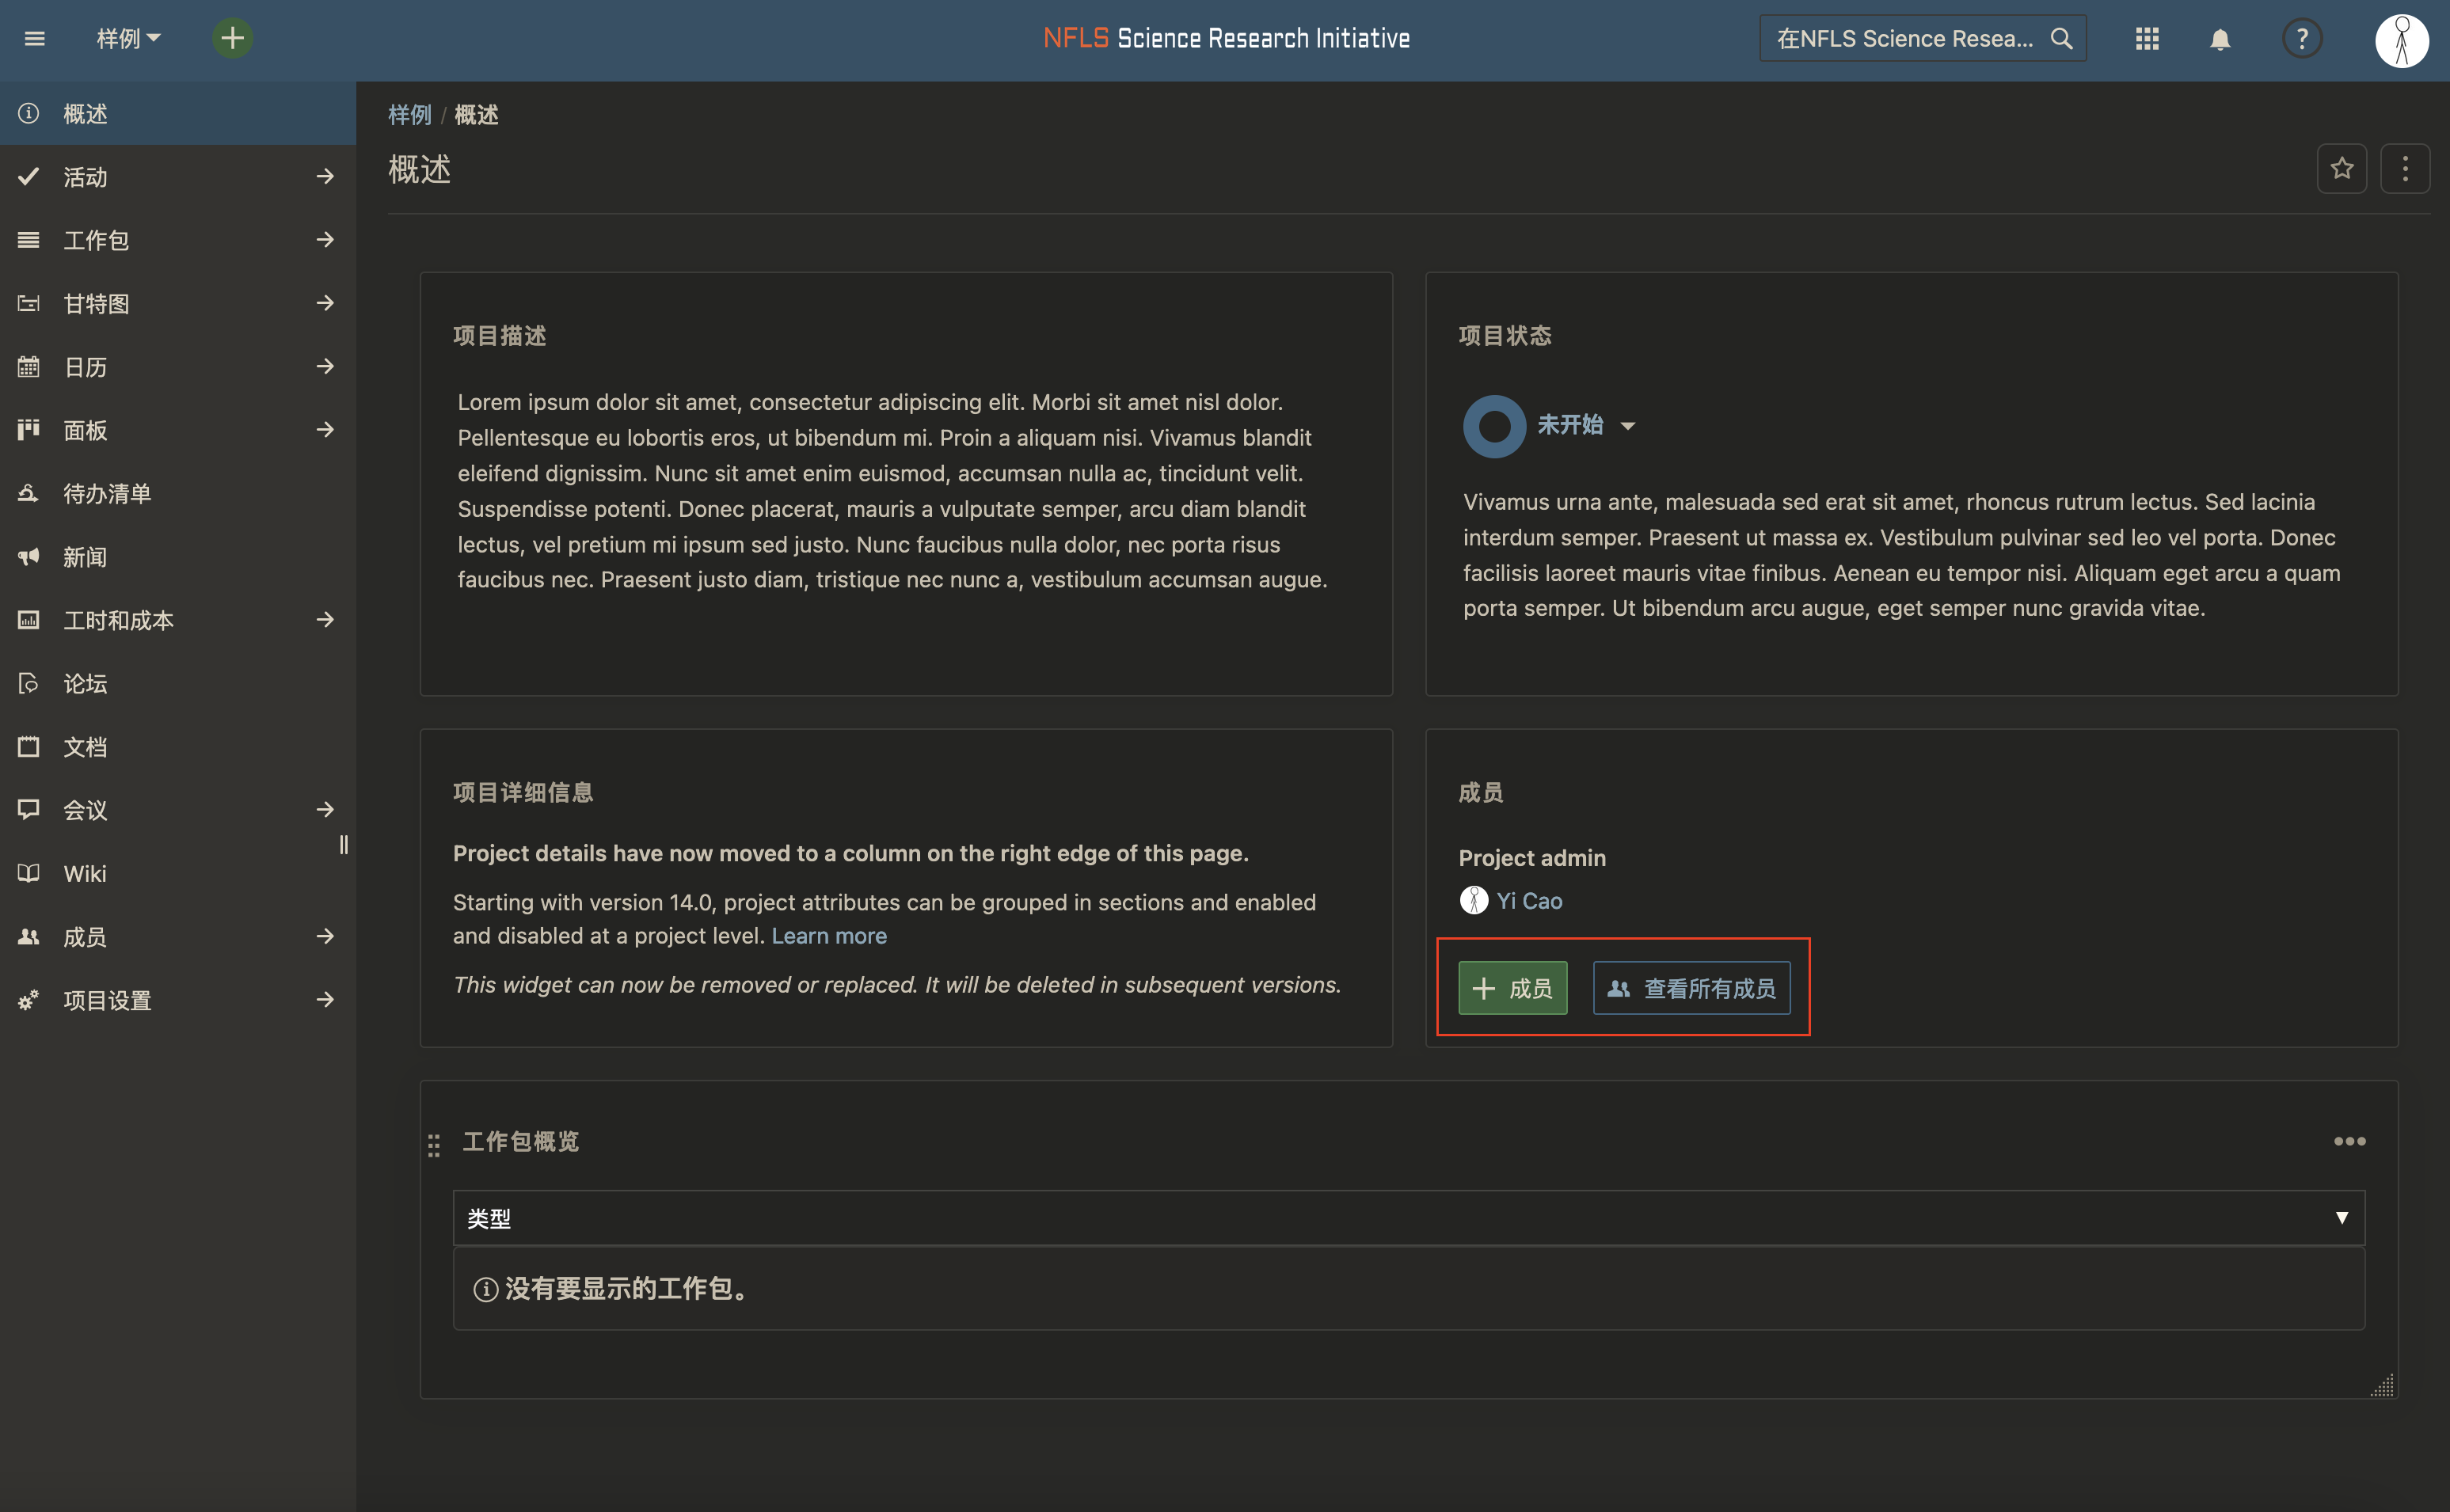 样例
NFLS Science Research Initiative
在NFLS Science Resea...
?
概述
活动
工作包
甘特图
日历
面板
待办清单
新闻
工时和成本
论坛
文档
会议
Wiki
成员
项目设置
样例 / 概述
概述
项目描述
Lorem ipsum dolor sit amet, consectetur adipiscing elit. Morbi sit amet nisl dolor.
Pellentesque eu lobortis eros, ut bibendum mi. Proin a aliquam nisi. Vivamus blandit
eleifend dignissim. Nunc sit amet enim euismod, accumsan nulla ac, tincidunt velit.
Suspendisse potenti. Donec placerat, mauris a vulputate semper, arcu diam blandit
lectus, vel pretium mi ipsum sed justo. Nunc faucibus nulla dolor, nec porta risus
faucibus nec. Praesent justo diam, tristique nec nunc a, vestibulum accumsan augue.
项目状态
未开始
Vivamus urna ante, malesuada sed erat sit amet, rhoncus rutrum lectus. Sed lacinia
interdum semper. Praesent ut massa ex. Vestibulum pulvinar sed leo vel porta. Donec
facilisis laoreet mauris vitae finibus. Aenean eu tempor nisi. Aliquam eget arcu a quam
porta semper. Ut bibendum arcu augue, eget semper nunc gravida vitae.
项目详细信息
Project details have now moved to a column on the right edge of this page.
Starting with version 14.0, project attributes can be grouped in sections and enabled
and disabled at a project level. Learn more
This widget can now be removed or replaced. It will be deleted in subsequent versions.
成员
Project admin
Yi Cao
成员
查看所有成员
工作包概览
类型
没有要显示的工作包。